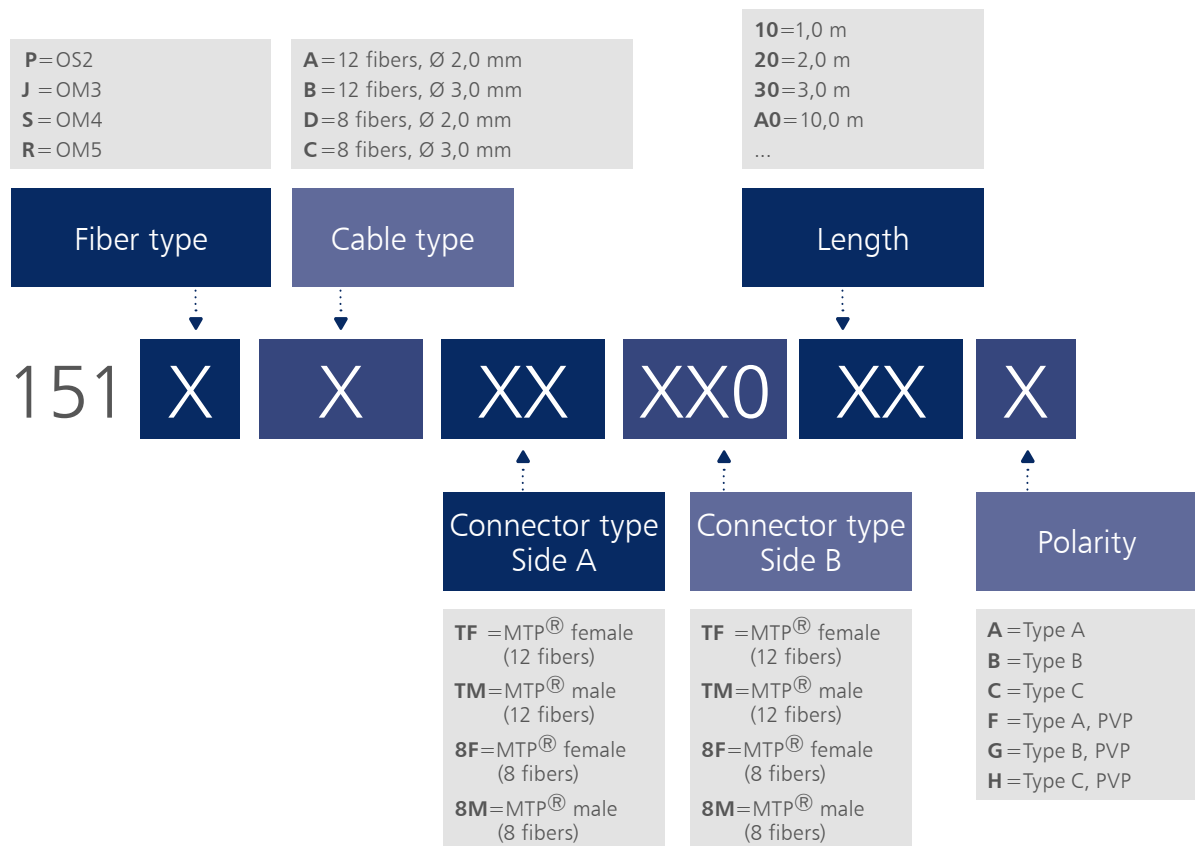 P=OS2
J=OM3
S=OM4
R=OM5
A=12 fibers, Ø 2,0 mm
B=12 fibers, Ø 3,0 mm
D=8 fibers, Ø 2,0 mm
C=8 fibers, Ø 3,0 mm
10=1,0 m
20=2,0 m
30=3,0 m
A0=10,0 m
...
Fiber type
Cable type
Length
151 X X XX XX0 XX X
Connector type
Side A
Connector type
Side B
Polarity
TF =MTP® female
(12 fibers)
TM=MTP® male
(12 fibers)
8F=MTP® female
(8 fibers)
8M=MTP® male
(8 fibers)
TF =MTP® female
(12 fibers)
TM=MTP® male
(12 fibers)
8F=MTP® female
(8 fibers)
8M=MTP® male
(8 fibers)
A=Type A
B=Type B
C=Type C
F=Type A, PVP
G=Type B, PVP
H=Type C, PVP